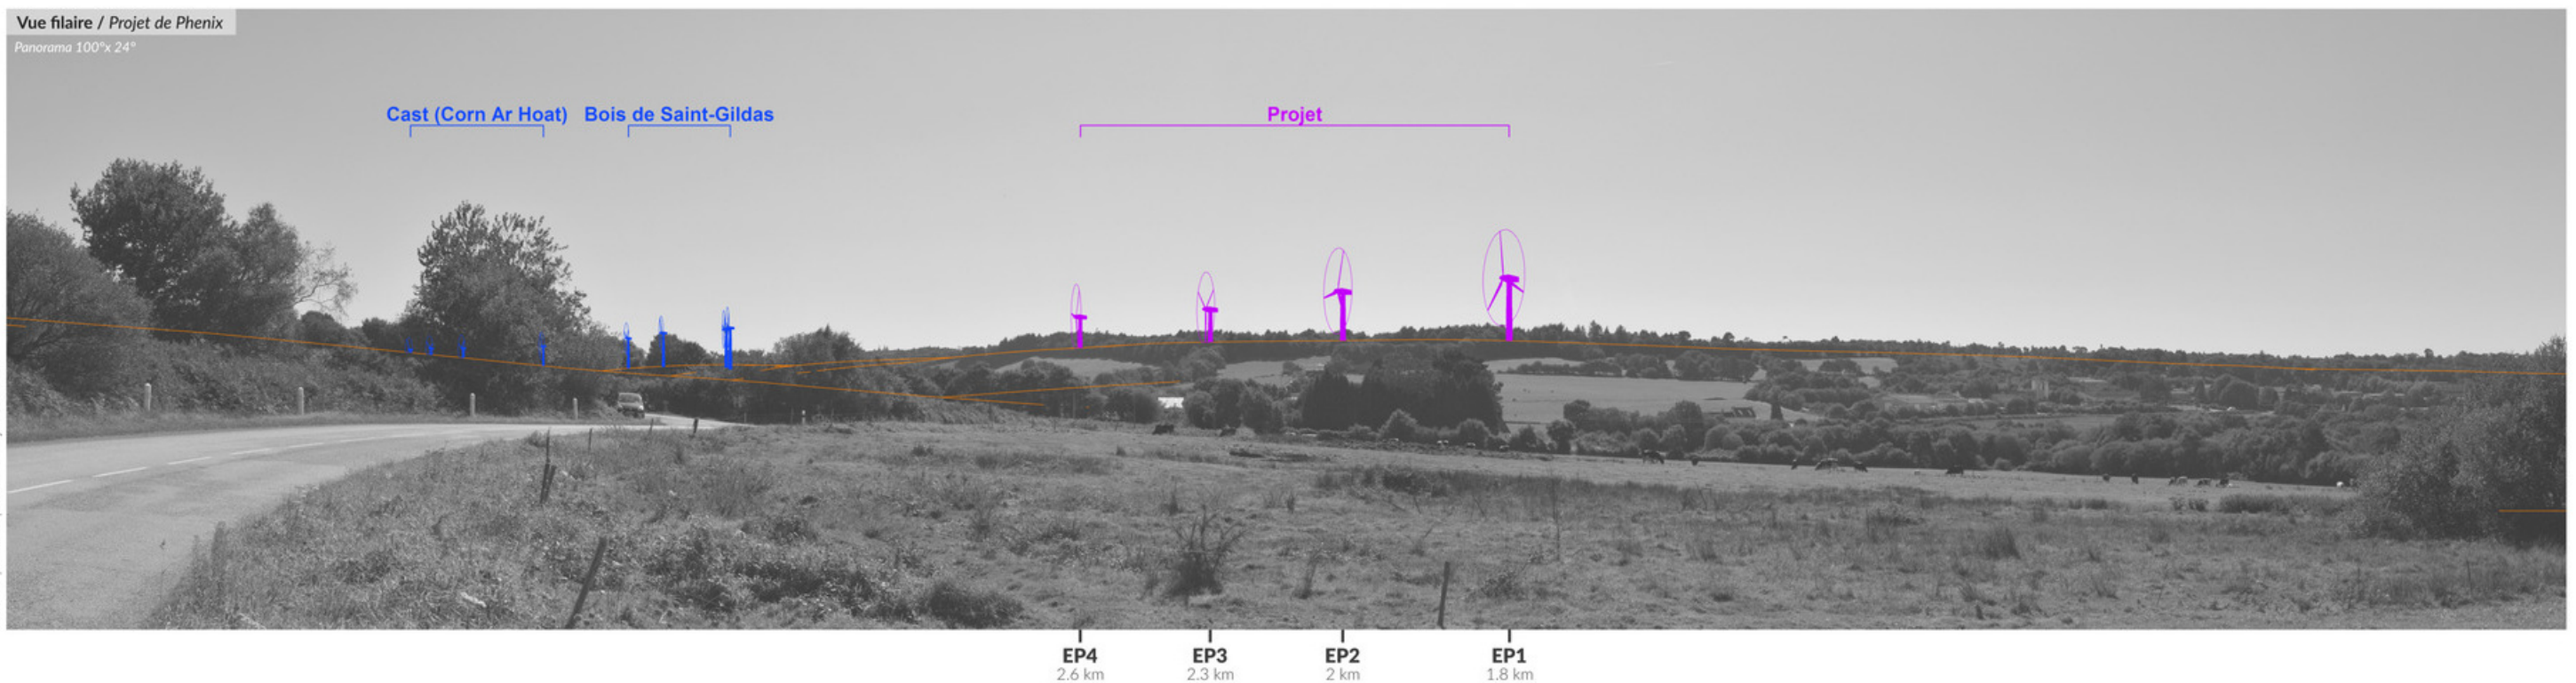 Vue filaire / Projet de Phenix
Panorama 100°x 24°
Cast (Corn Ar Hoat) Bois de Saint-Gildas Projet
EP4 EP3 EP2 EP1
2.6 km 2.3 km 2 km 1.8 km